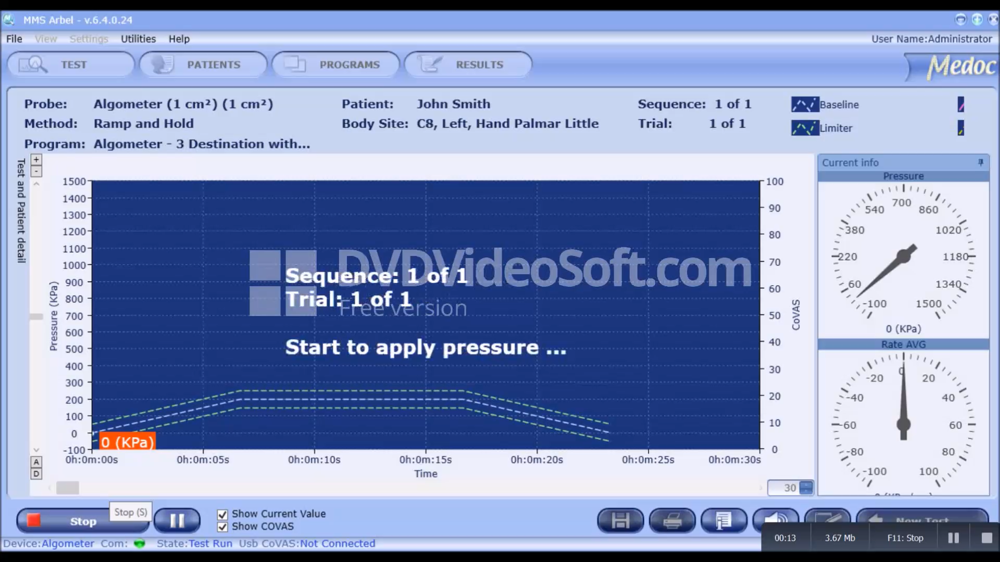 MMS Arbel - v.6.4.0.24
File View Settings Utilities Help
User Name:Administrator
TEST PATIENTS PROGRAMS RESULTS
Medoc
Probe: Algometer (1 cm²) (1 cm²) Patient: John Smith Sequence: 1 of 1 Baseline
Method: Ramp and Hold Body Site: C8, Left, Hand Palmar Little Trial: 1 of 1 Limiter
Program: Algometer - 3 Destination with...
Test and Patient detail
+
-
A
D
Pressure (KPa)
1500
1400
1300
1200
1100
1000
900
800
700
600
500
400
300
200
100
0
-100
DVDVideoSoft.com
Free version
Sequence: 1 of 1
Trial: 1 of 1
Start to apply pressure ...
0 (KPa)
100
90
80
70
60
50
40
30
20
10
0
CoVAS
0h:0m:00s 0h:0m:05s 0h:0m:10s 0h:0m:15s 0h:0m:20s 0h:0m:25s 0h:0m:30s
Time
30
Current info
Pressure
-100 60 220 380 540 700 860 1020 1180 1340 1500
0 (KPa)
Rate AVG
-100 -80 -60 -40 -20 0 20 40 60 80 100
Stop
Stop (S)
Show Current Value
Show COVAS
New Test
Device:Algometer Com: State:Test Run Usb CoVAS:Not Connected
00:13 3.67 Mb F11: Stop